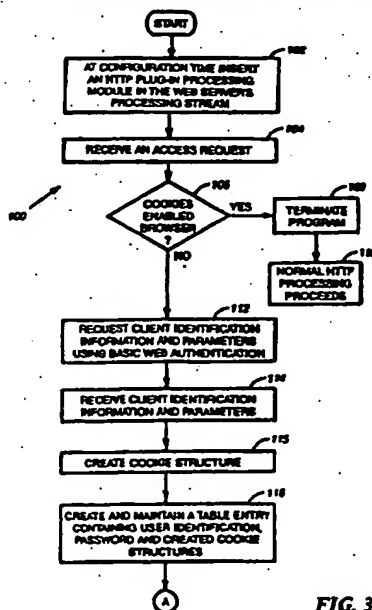 START
102
AT CONFIGURATION TIME INSERT
AN HTTP PLUG-IN PROCESSING
MODULE IN THE WEB SERVER'S
PROCESSING STREAM
104
RECEIVE AN ACCESS REQUEST
100
106
COOKIES
ENABLED
BROWSER
?
YES
NO
TERMINATE
PROGRAM
NORMAL HTTP
PROCESSING
PROCEEDS
112
REQUEST CLIENT IDENTIFICATION
INFORMATION AND PARAMETERS
USING BASIC WEB AUTHENTICATION
114
RECEIVE CLIENT IDENTIFICATION
INFORMATION AND PARAMETERS
115
CREATE COOKIE STRUCTURE
116
CREATE AND MAINTAIN A TABLE ENTRY
CONTAINING USER IDENTIFICATION,
PASSWORD AND CREATED COOKIE
STRUCTURES
A
FIG. 3